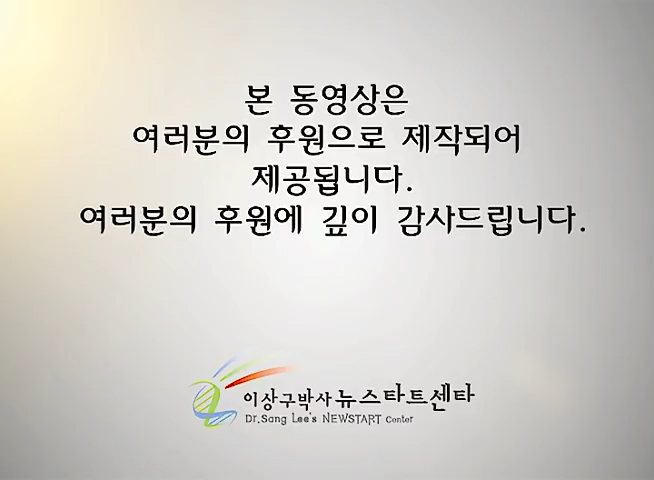 본 동영상은
여러분의 후원으로 제작되어
제공됩니다.
여러분의 후원에 깊이 감사드립니다.
이상구박사 뉴스타트센타
Dr.Sang Lee's NEWSTART Center